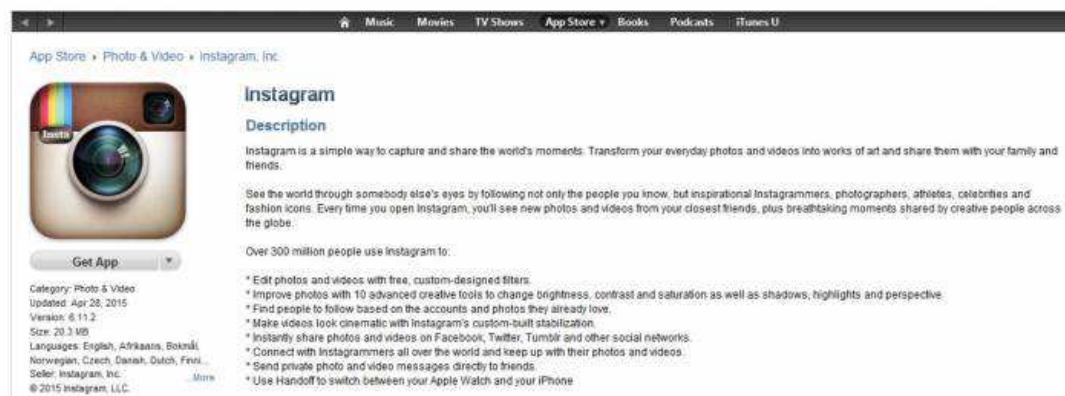 Music Movies TV Shows App Store Books Podcasts iTunes U
App Store Photo & Video Instagram, Inc.
Insta
Get App
Category: Photo & Video
Updated: Apr 28, 2015
Version: 6.11.2
Size: 20.3 MB
Languages: English, Afrikaans, Bokmål,
Norwegian, Czech, Danish, Dutch, Finni...
Seller: Instagram, Inc.
...More
© 2015 Instagram, LLC.
Instagram
Description
Instagram is a simple way to capture and share the world's moments. Transform your everyday photos and videos into works of art and share them with your family and
friends.
See the world through somebody else's eyes by following not only the people you know, but inspirational Instagrammers, photographers, athletes, celebrities and
fashion icons. Every time you open Instagram, you'll see new photos and videos from your closest friends, plus breathtaking moments shared by creative people across
the globe.
Over 300 million people use Instagram to:
* Edit photos and videos with free, custom-designed filters.
* Improve photos with 10 advanced creative tools to change brightness, contrast and saturation as well as shadows, highlights and perspective
* Find people to follow based on the accounts and photos they already love.
* Make videos look cinematic with Instagram's custom-built stabilization.
* Instantly share photos and videos on Facebook, Twitter, Tumblr and other social networks.
* Connect with Instagrammers all over the world and keep up with their photos and videos.
* Send private photo and video messages directly to friends.
* Use Handoff to switch between your Apple Watch and your iPhone